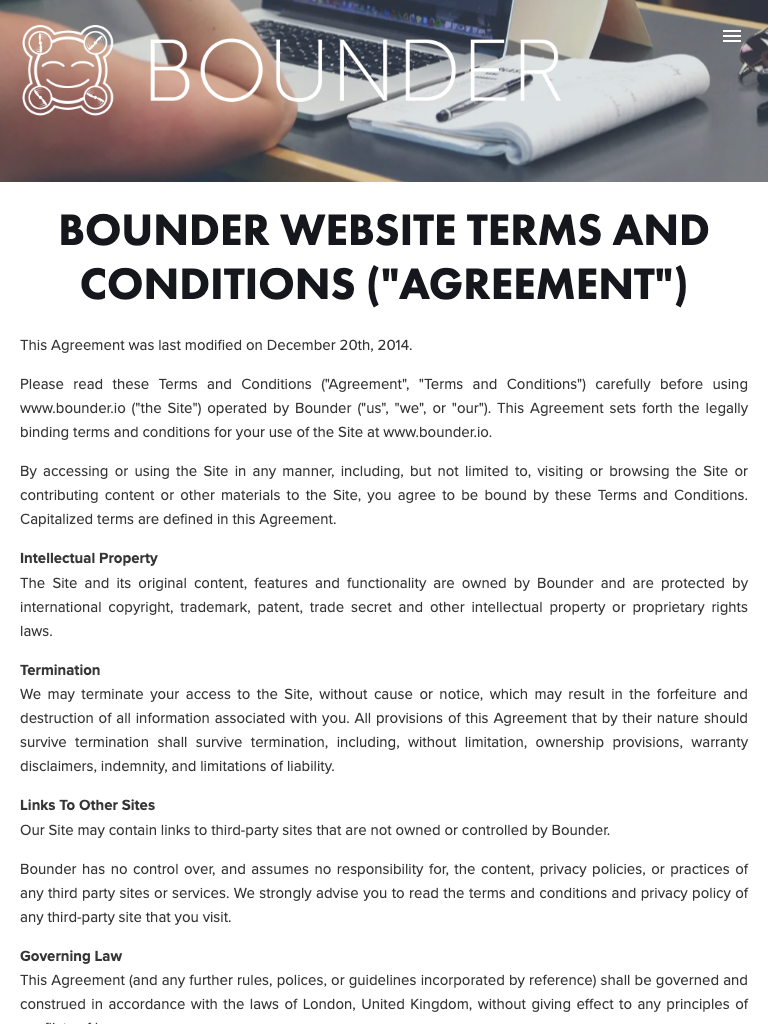 BOUNDER
BOUNDER WEBSITE TERMS AND
CONDITIONS ("AGREEMENT")
This Agreement was last modified on December 20th, 2014.
Please read these Terms and Conditions ("Agreement", "Terms and Conditions") carefully before using
www.bounder.io ("the Site") operated by Bounder ("us", "we", or "our"). This Agreement sets forth the legally
binding terms and conditions for your use of the Site at www.bounder.io.
By accessing or using the Site in any manner, including, but not limited to, visiting or browsing the Site or
contributing content or other materials to the Site, you agree to be bound by these Terms and Conditions.
Capitalized terms are defined in this Agreement.
Intellectual Property
The Site and its original content, features and functionality are owned by Bounder and are protected by
international copyright, trademark, patent, trade secret and other intellectual property or proprietary rights
laws.
Termination
We may terminate your access to the Site, without cause or notice, which may result in the forfeiture and
destruction of all information associated with you. All provisions of this Agreement that by their nature should
survive termination shall survive termination, including, without limitation, ownership provisions, warranty
disclaimers, indemnity, and limitations of liability.
Links To Other Sites
Our Site may contain links to third-party sites that are not owned or controlled by Bounder.
Bounder has no control over, and assumes no responsibility for, the content, privacy policies, or practices of
any third party sites or services. We strongly advise you to read the terms and conditions and privacy policy of
any third-party site that you visit.
Governing Law
This Agreement (and any further rules, polices, or guidelines incorporated by reference) shall be governed and
construed in accordance with the laws of London, United Kingdom, without giving effect to any principles of